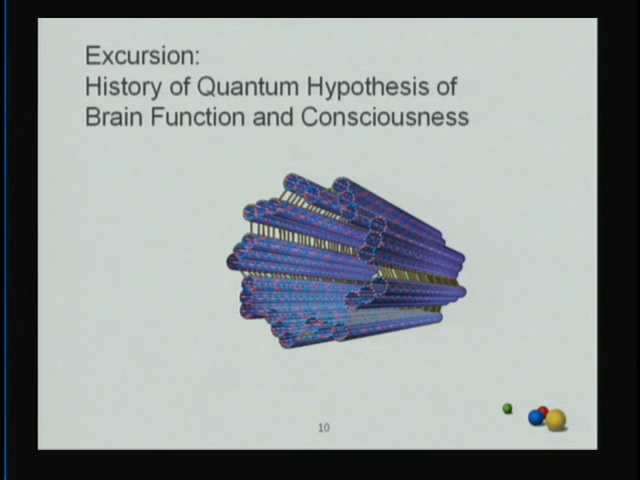 Excursion:
History of Quantum Hypothesis of
Brain Function and Consciousness
10